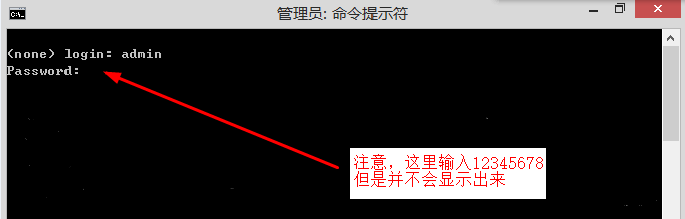 管理员: 命令提示符
(none) login: admin
Password:
注意，这里输入12345678
但是并不会显示出来